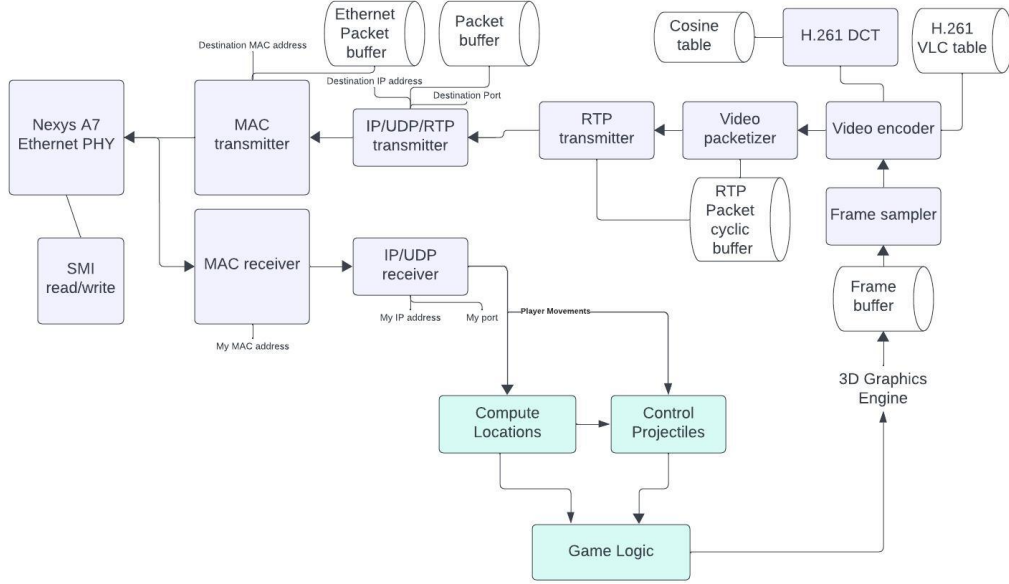 Ethernet
Packet
buffer
Packet
buffer
Cosine
table
H.261 DCT
H.261
VLC table
Destination MAC address
Destination IP address
Destination Port
Nexys A7
Ethernet PHY
MAC
transmitter
IP/UDP/RTP
transmitter
RTP
transmitter
Video
packetizer
Video encoder
RTP
Packet
cyclic
buffer
Frame sampler
SMI
read/write
MAC receiver
IP/UDP
receiver
Frame
buffer
My IP address
My port
Player Movements
My MAC address
3D Graphics
Engine
Compute
Locations
Control
Projectiles
Game Logic